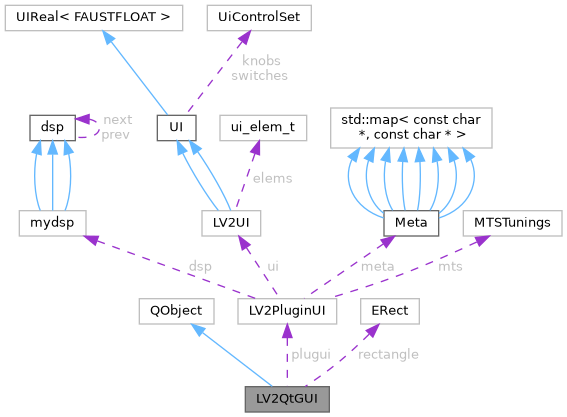 UIReal< FAUSTFLOAT >
UiControlSet
knobs
switches
dsp
next
prev
UI
ui_elem_t
std::map< const char
*, const char * >
elems
mydsp
LV2UI
Meta
MTSTunings
dsp
ui
meta
mts
QObject
LV2PluginUI
ERect
plugui
rectangle
LV2QtGUI